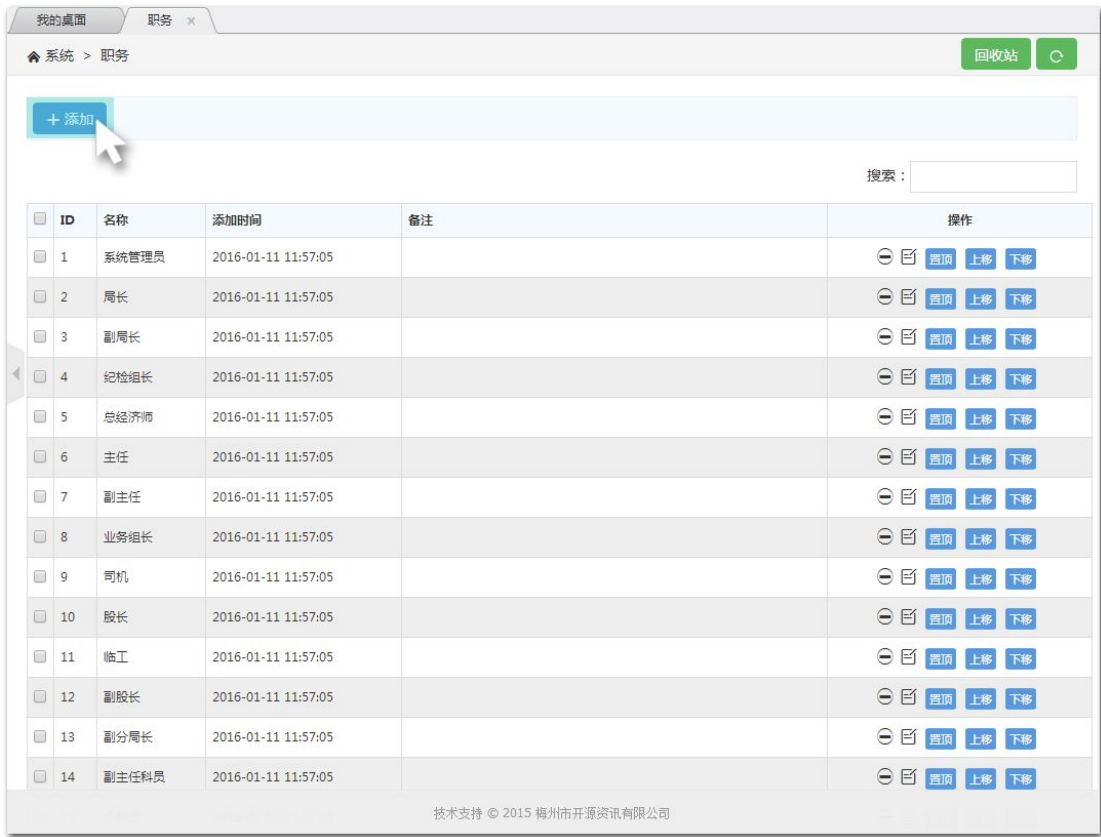 我的桌面 职务 ×
系统 > 职务 回收站
+ 添加
搜索：
ID 名称 添加时间 备注 操作
1 系统管理员 2016-01-11 11:57:05 置顶 上移 下移
2 局长 2016-01-11 11:57:05 置顶 上移 下移
3 副局长 2016-01-11 11:57:05 置顶 上移 下移
4 纪检组长 2016-01-11 11:57:05 置顶 上移 下移
5 总经济师 2016-01-11 11:57:05 置顶 上移 下移
6 主任 2016-01-11 11:57:05 置顶 上移 下移
7 副主任 2016-01-11 11:57:05 置顶 上移 下移
8 业务组长 2016-01-11 11:57:05 置顶 上移 下移
9 司机 2016-01-11 11:57:05 置顶 上移 下移
10 股长 2016-01-11 11:57:05 置顶 上移 下移
11 临工 2016-01-11 11:57:05 置顶 上移 下移
12 副股长 2016-01-11 11:57:05 置顶 上移 下移
13 副分局长 2016-01-11 11:57:05 置顶 上移 下移
14 副主任科员 2016-01-11 11:57:05 置顶 上移 下移
技术支持 © 2015 梅州市开源资讯有限公司